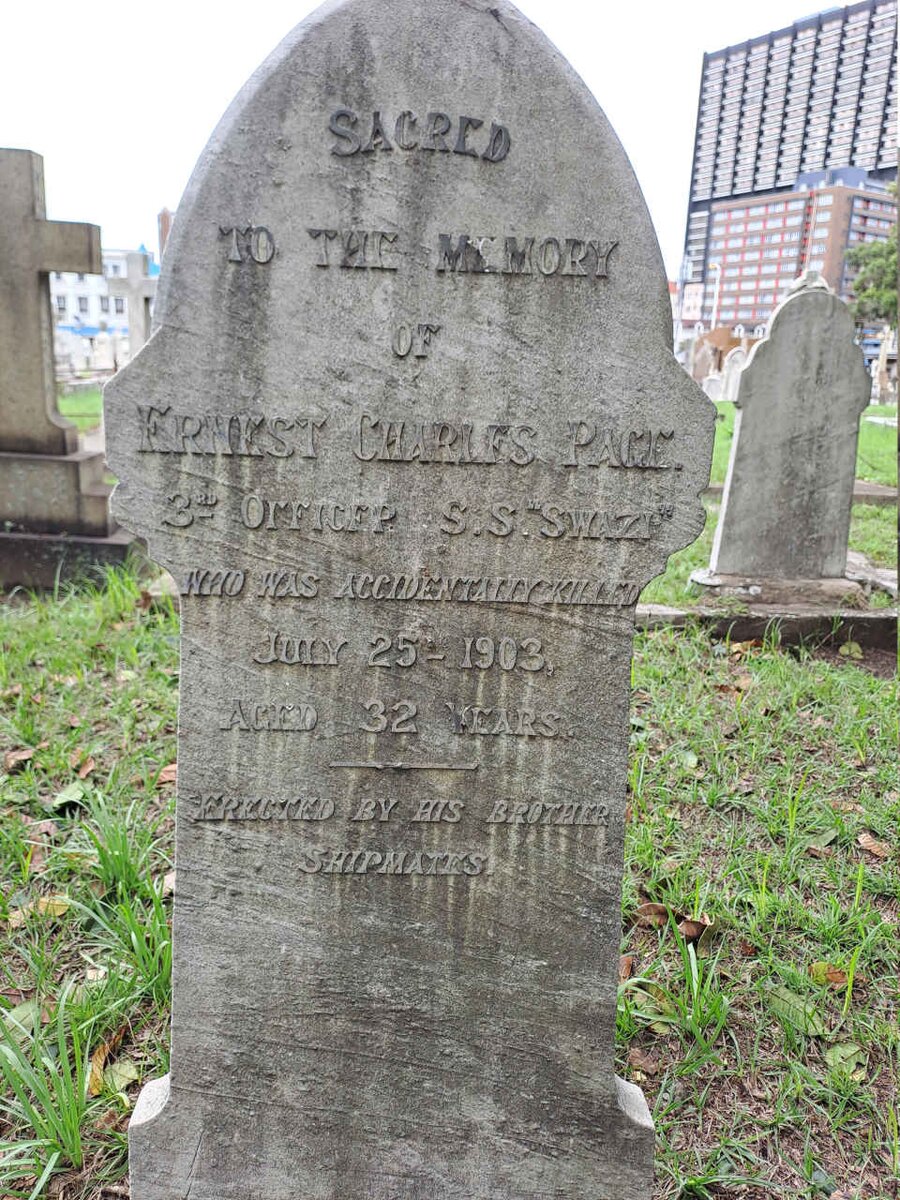 SACRED
TO THE MEMORY
OF
ERNEST CHARLES PAGE.
3RD OFFICER S.S. "SWAZI"
WHO WAS ACCIDENTALLY KILLED
JULY 25TH 1903,
AGED 32 YEARS.
ERECTED BY HIS BROTHER
SHIPMATES